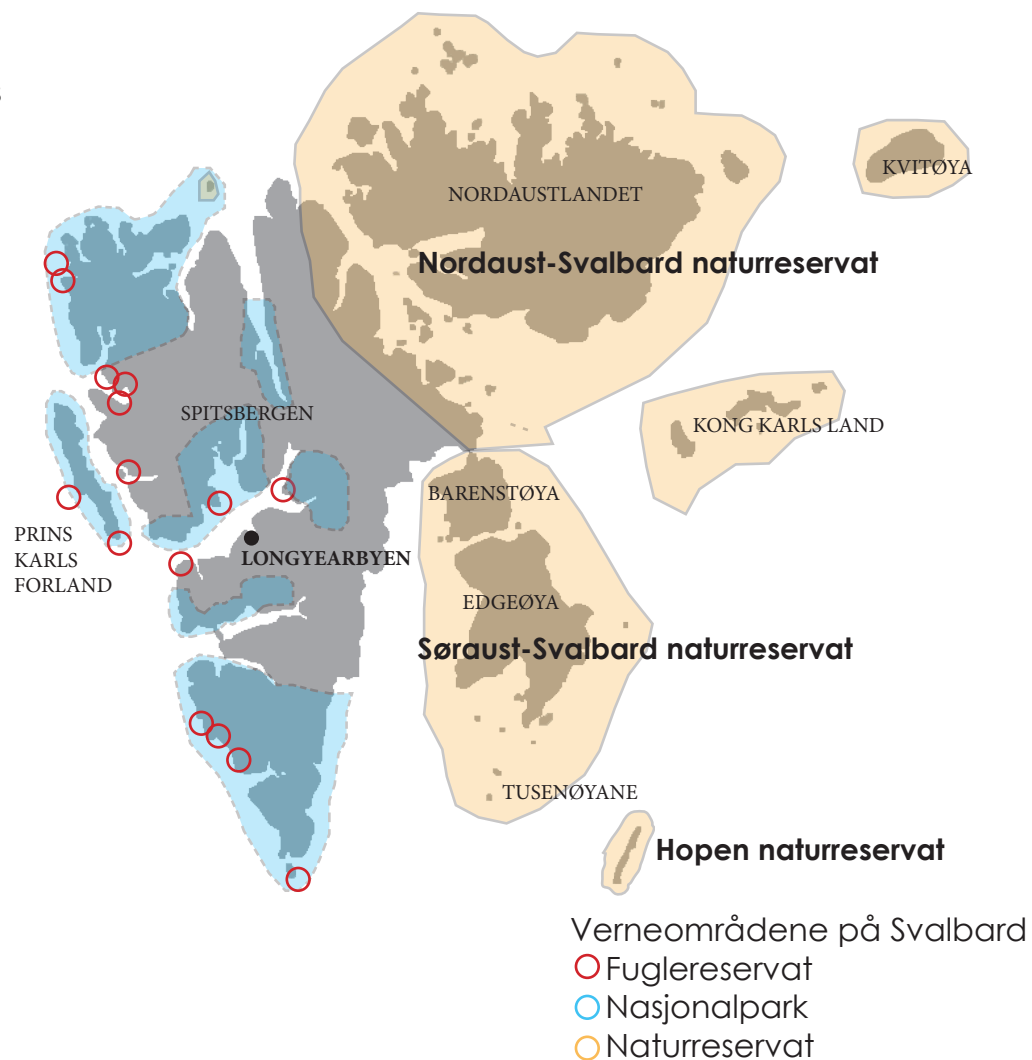 NORDAUSTLANDET
KVITØYA
Nordaust-Svalbard naturreservat
SPITSBERGEN
KONG KARLS LAND
BARENSTØYA
PRINS
KARLS
FORLAND
LONGYEARBYEN
EDGEØYA
Søraust-Svalbard naturreservat
TUSENØYANE
Hopen naturreservat
Verneområdene på Svalbard
Fuglereservat
Nasjonalpark
Naturreservat